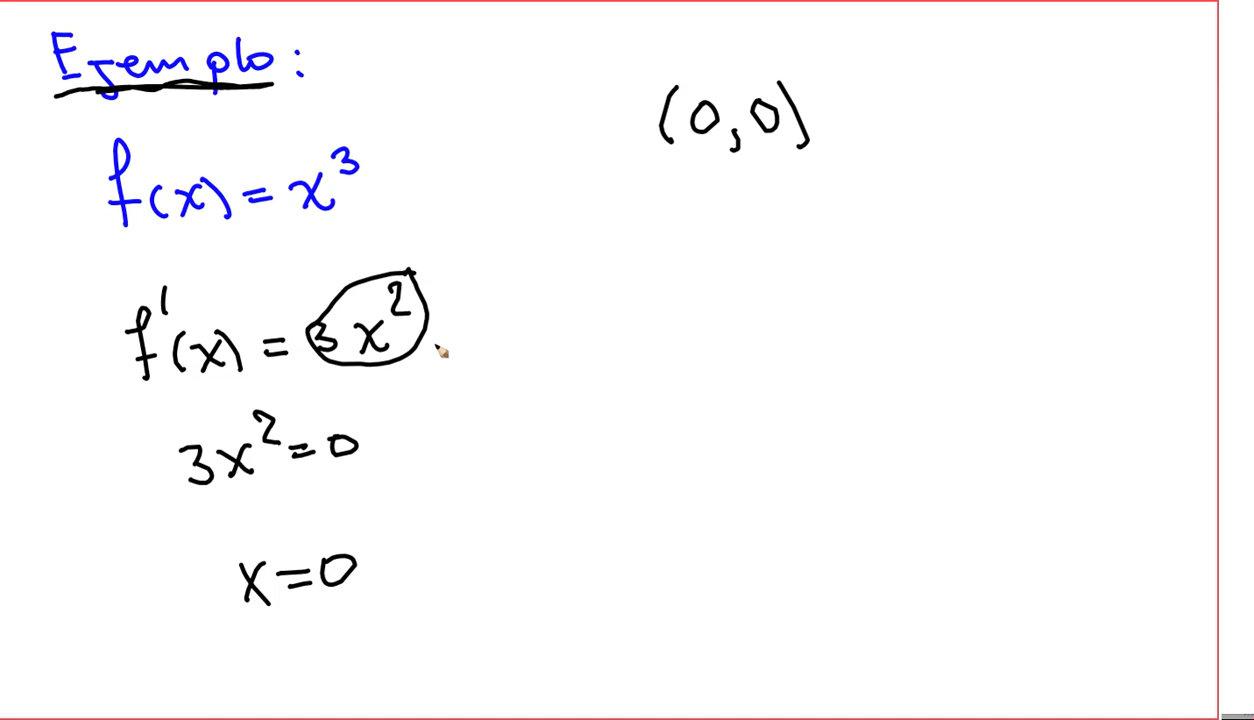 Ejemplo:
f(x) = x³
f'(x) = 3x²
3x² = 0
x = 0
(0,0)